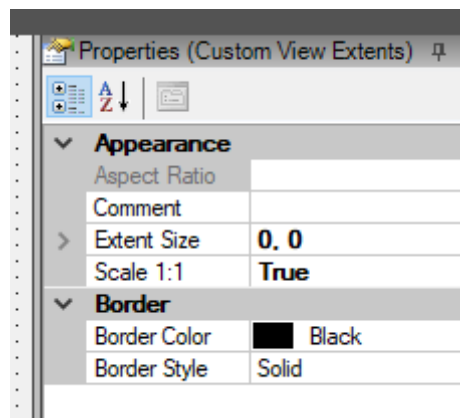 Properties (Custom View Extents)
Appearance
Aspect Ratio
Comment
Extent Size 0, 0
Scale 1:1 True
Border
Border Color Black
Border Style Solid